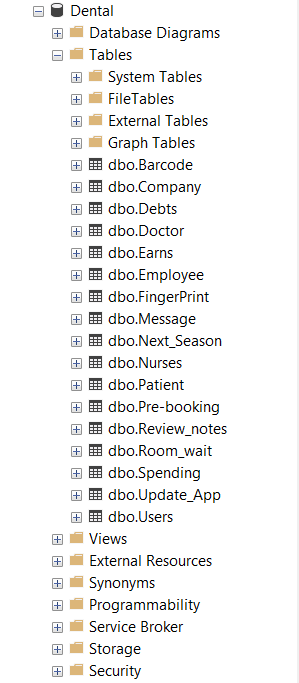 Dental
Database Diagrams
Tables
System Tables
FileTables
External Tables
Graph Tables
dbo.Barcode
dbo.Company
dbo.Debts
dbo.Doctor
dbo.Earns
dbo.Employee
dbo.FingerPrint
dbo.Message
dbo.Next_Season
dbo.Nurses
dbo.Patient
dbo.Pre-booking
dbo.Review_notes
dbo.Room_wait
dbo.Spending
dbo.Update_App
dbo.Users
Views
External Resources
Synonyms
Programmability
Service Broker
Storage
Security